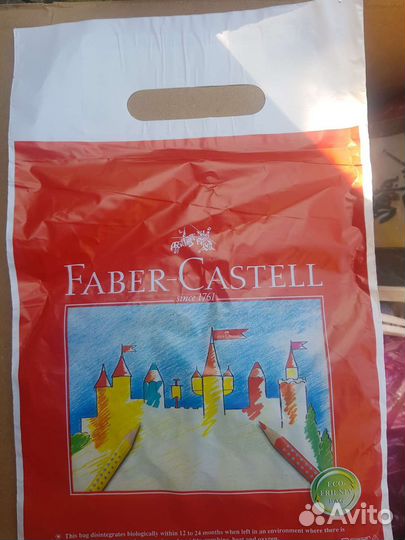 FABER-CASTELL
since 1761
ECO-
FRIENDLY
* This bag disintegrates biologically within 12 to 24 months when left in an environment where there is
Avito